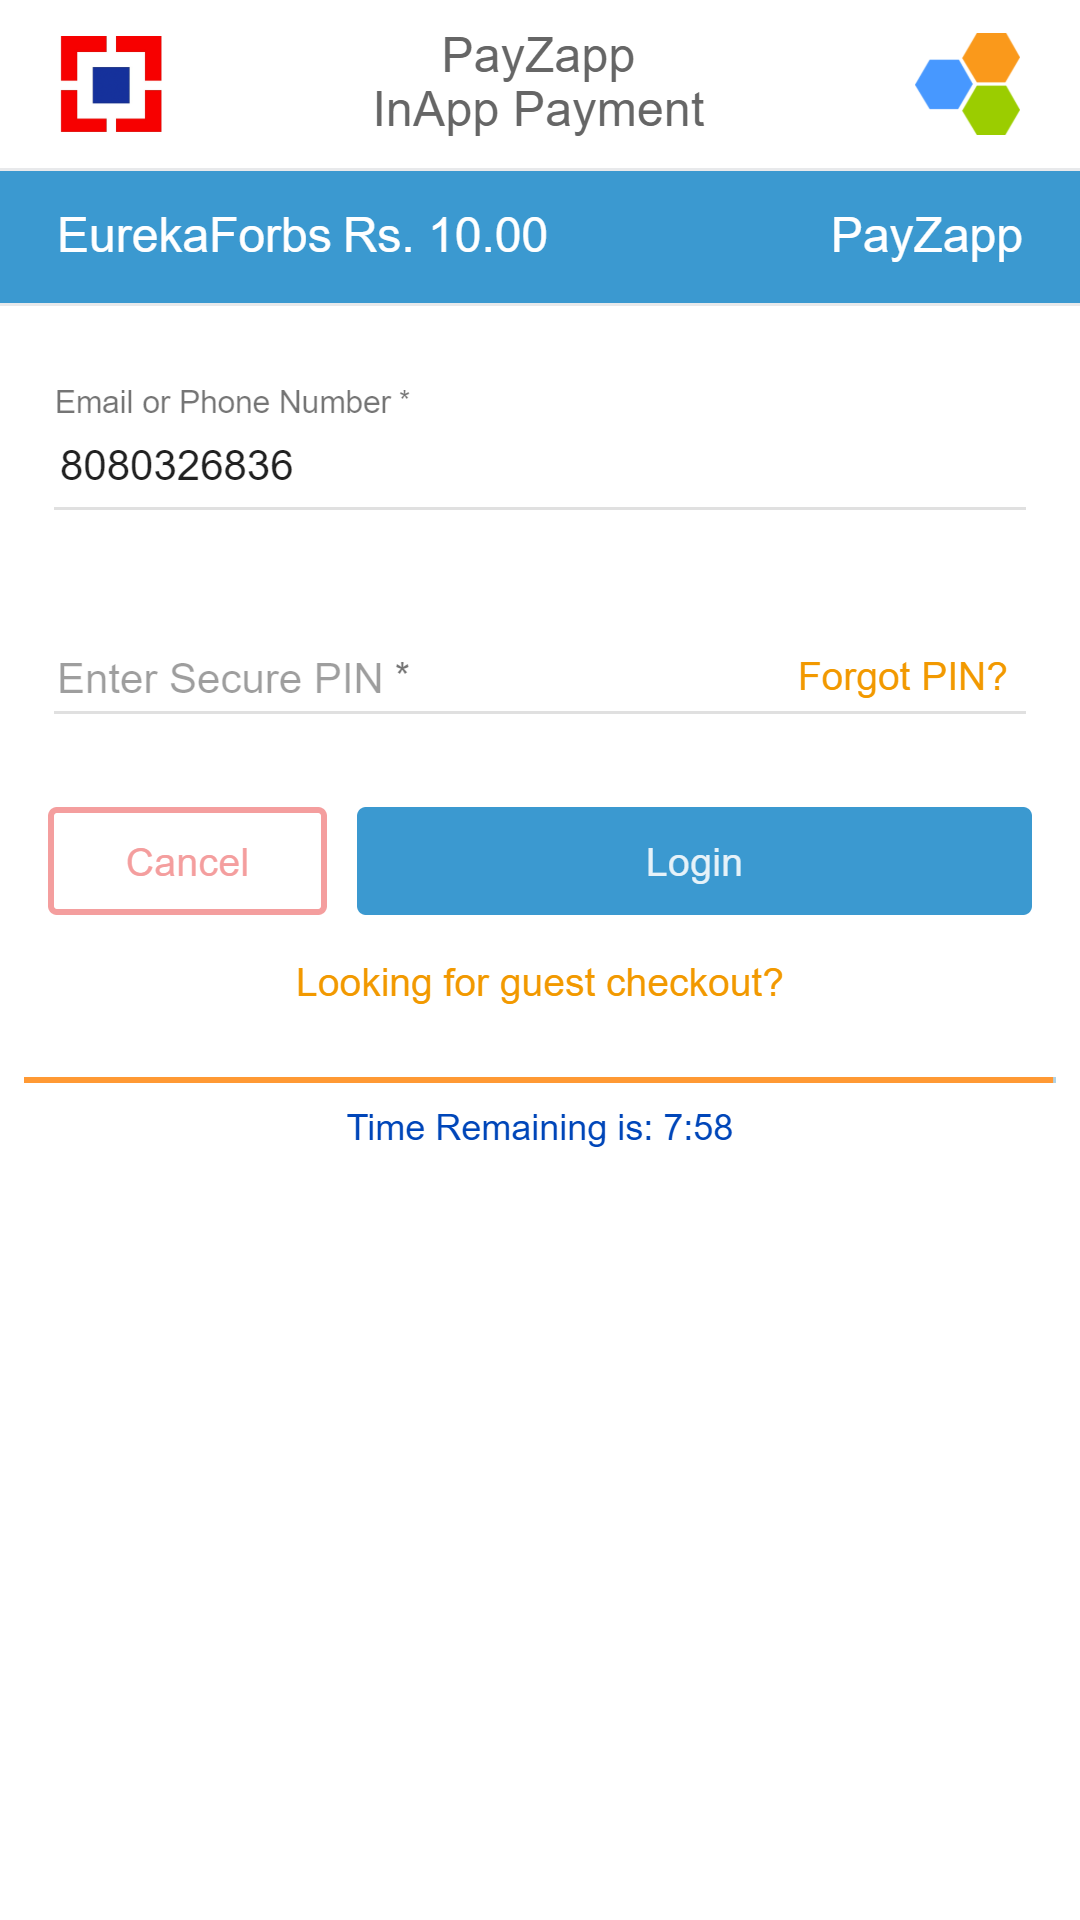 PayZapp
InApp Payment
EurekaForbs Rs. 10.00 PayZapp
Email or Phone Number *
8080326836
Enter Secure PIN * Forgot PIN?
Cancel Login
Looking for guest checkout?
Time Remaining is: 7:58